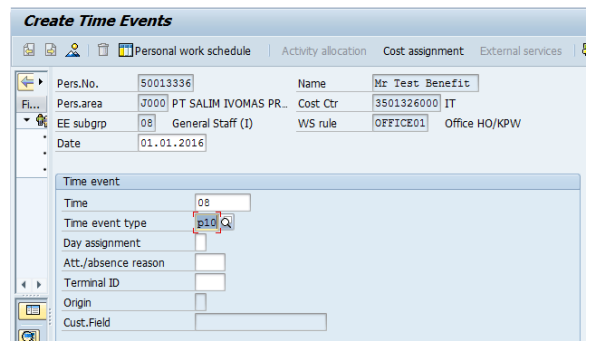 Create Time Events
Personal work schedule Activity allocation Cost assignment External services
Pers.No. 50013336 Name Mr Test Benefit
Fi... Pers.area J000 PT SALIM IVOMAS PR... Cost Ctr 3501326000 IT
EE subgrp 08 General Staff (I) WS rule OFFICE01 Office HO/KPW
Date 01.01.2016
Time event
Time 08
Time event type p10
Day assignment
Att./absence reason
Terminal ID
Origin
Cust.Field